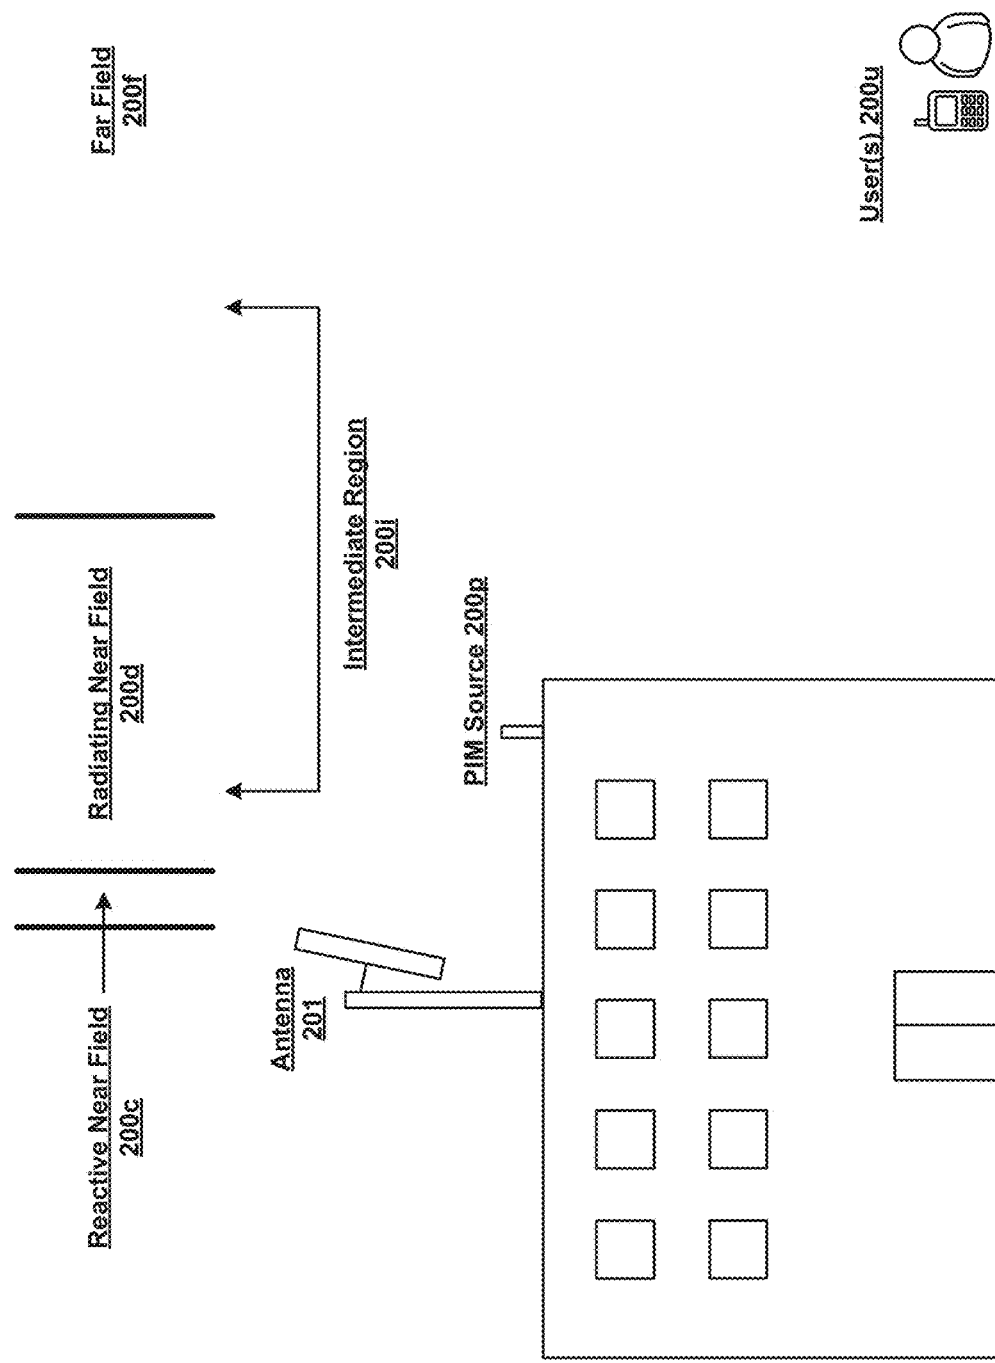 Reactive Near Field
200c
Radiating Near Field
200d
Far Field
200f
Intermediate Region
200i
Antenna
201
PIM Source 200p
User(s) 200u